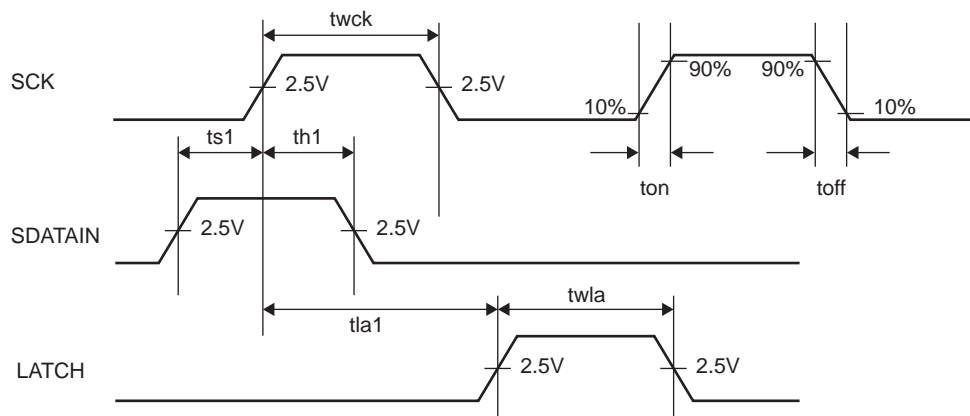 twck
SCK
2.5V
2.5V
90%
90%
10%
10%
ts1
th1
ton
toff
SDATAIN
2.5V
2.5V
tla1
twla
LATCH
2.5V
2.5V